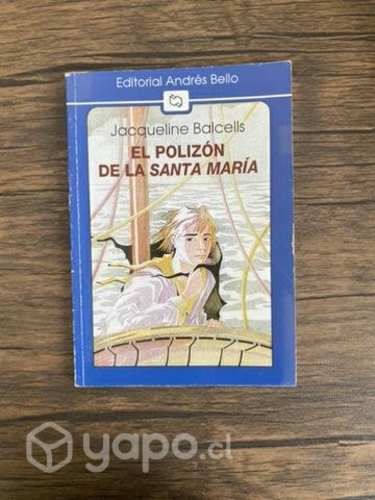 Editorial Andrés Bello
Jacqueline Balcells
EL POLIZÓN
DE LA SANTA MARÍA
yapo.cl